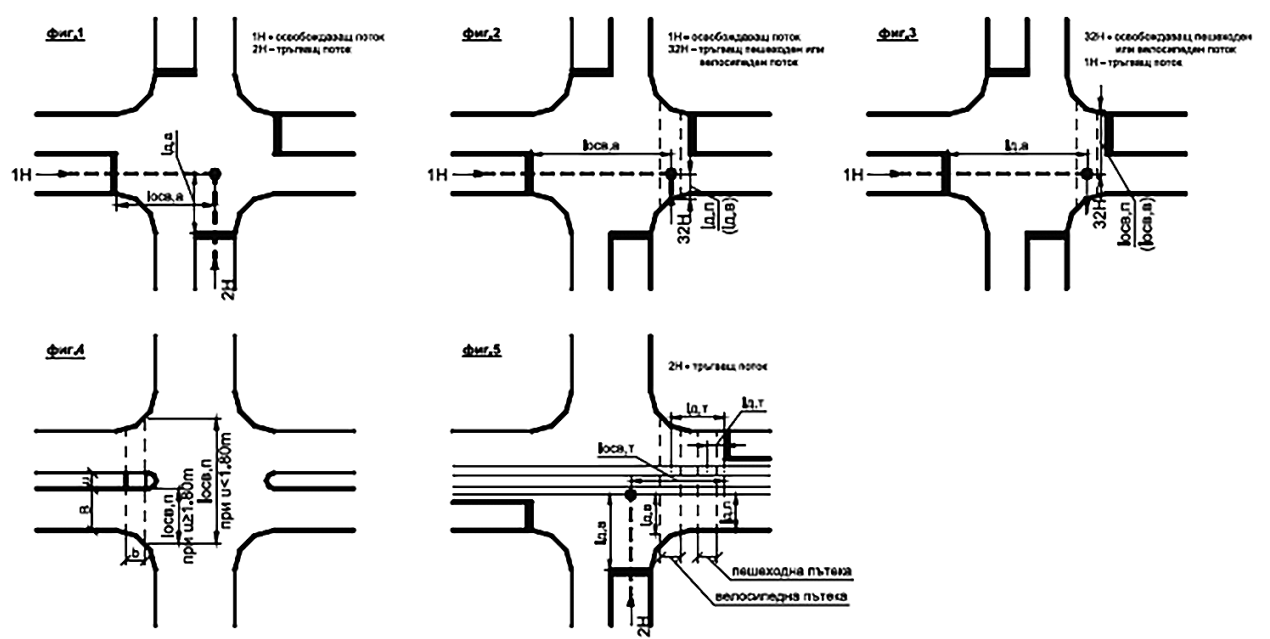 фиг.1
1Н – освобождаващ поток
2Н – тръгващ поток
lд,а
1Н
lосв,а
2Н
фиг.2
1Н – освобождаващ поток
32Н – тръгващ пешеходен или
велосипеден поток
lосв,а
1Н
32Н
lд,п
(lд,в)
фиг.3
32Н – освобождаващ пешеходен
или велосипеден поток
1Н – тръгващ поток
lд,а
1Н
32Н
lосв,п
(lосв,в)
фиг.4
u
B
b
lосв,п
при u≥1.80m
lосв,п
при u<1.80m
фиг.5
2Н – тръгващ поток
lд,т
lд,т
lосв,т
lд,а
lд,в
lд,п
пешеходна пътека
велосипедна пътека
2Н